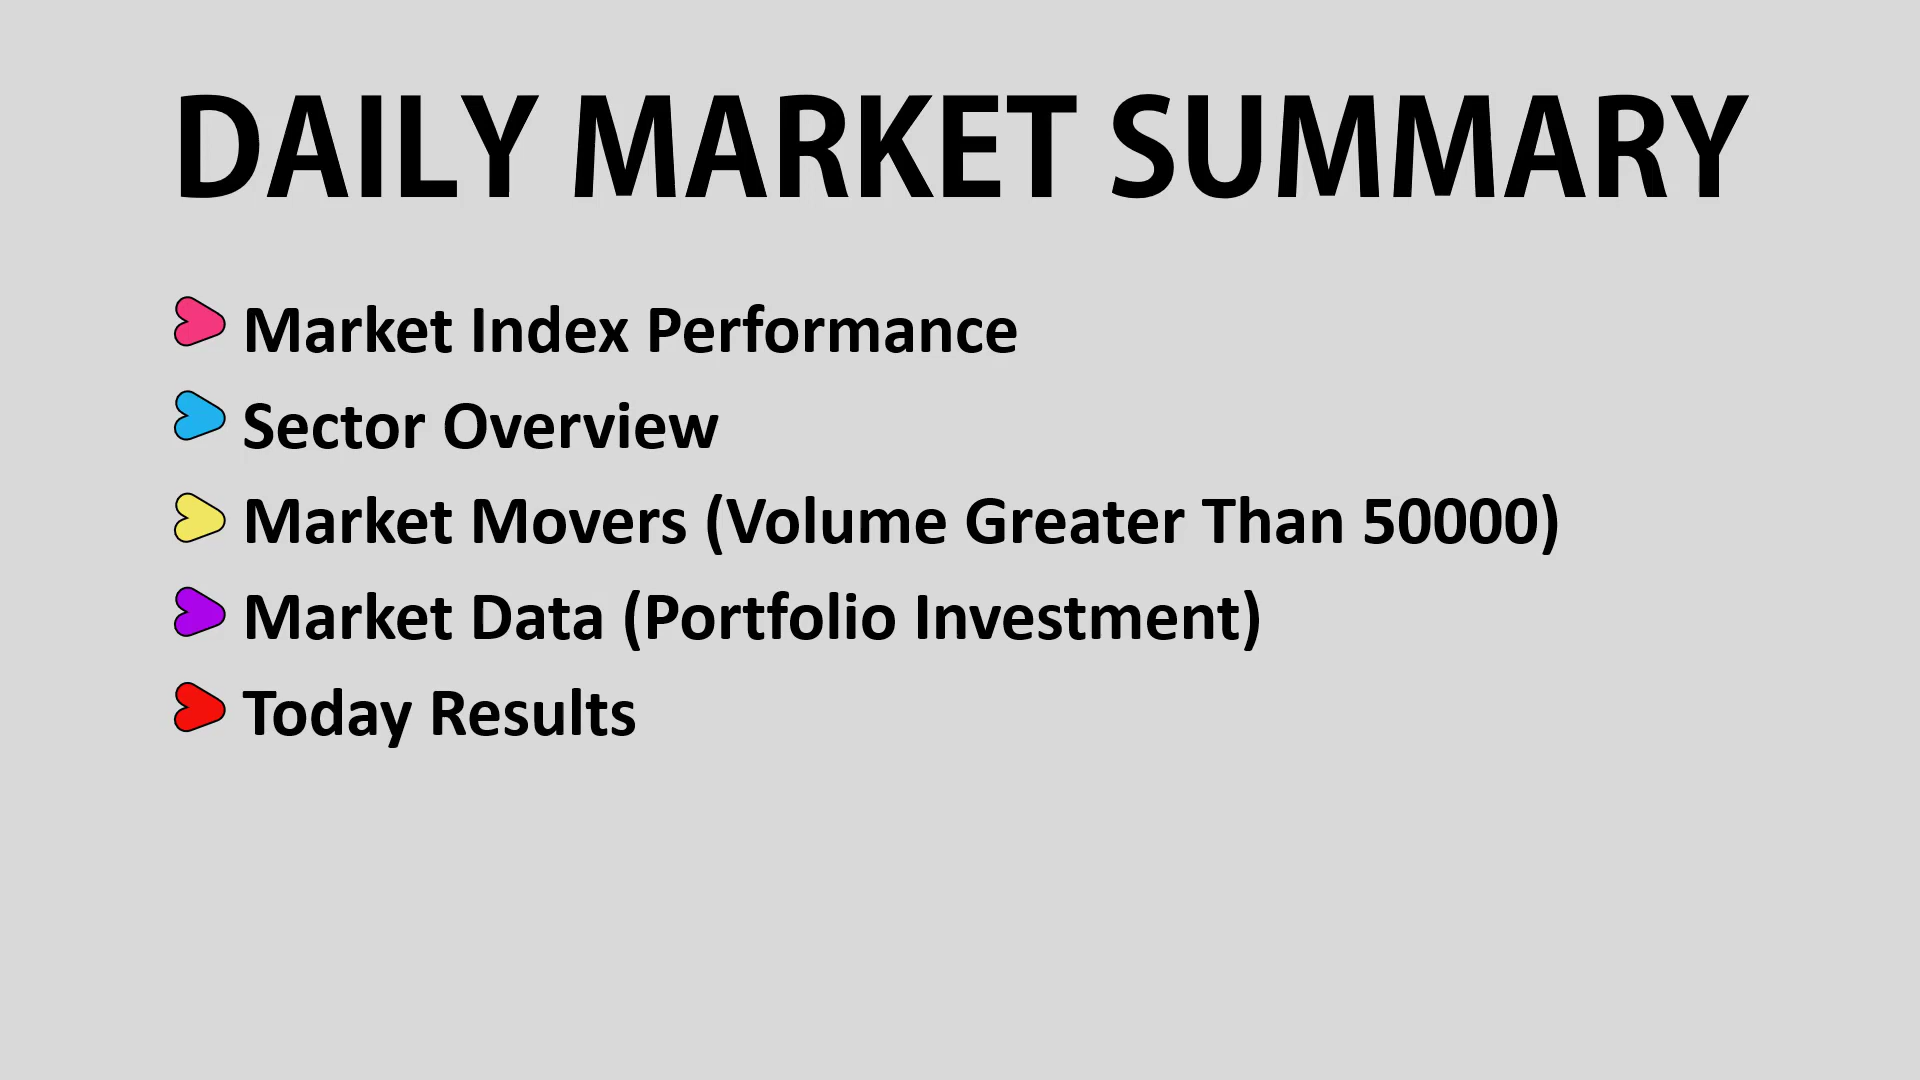 DAILY MARKET SUMMARY
Market Index Performance
Sector Overview
Market Movers (Volume Greater Than 50000)
Market Data (Portfolio Investment)
Today Results